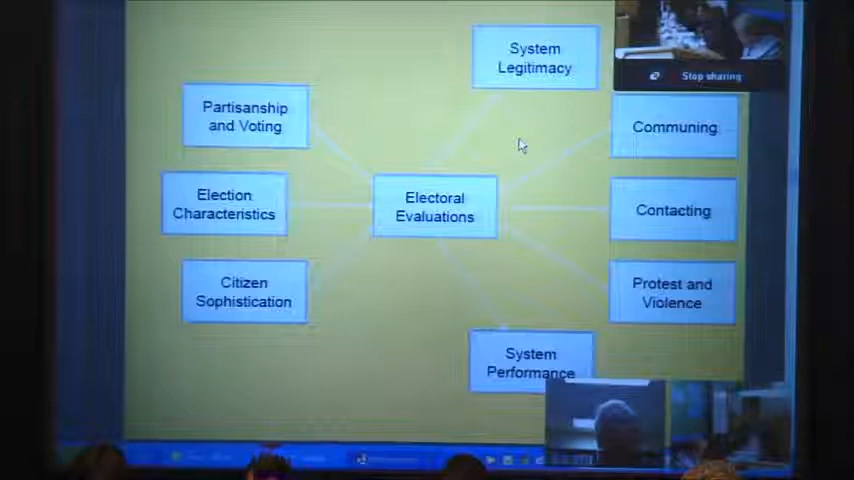 System
Legitimacy
Stop sharing
Partisanship
and Voting
Communing
Election
Characteristics
Electoral
Evaluations
Contacting
Citizen
Sophistication
Protest and
Violence
System
Performance